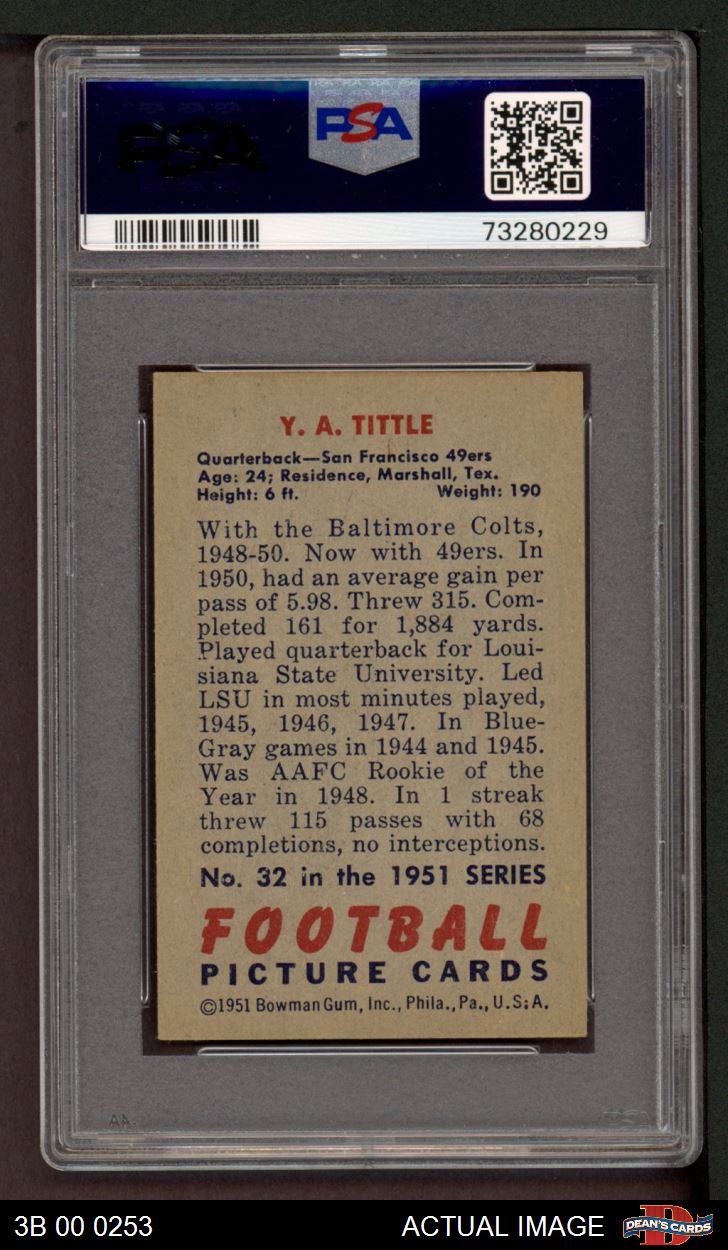 PSA
PSA
73280229
Y. A. TITTLE
Quarterback—San Francisco 49ers
Age: 24; Residence, Marshall, Tex.
Height: 6 ft. Weight: 190
With the Baltimore Colts,
1948-50. Now with 49ers. In
1950, had an average gain per
pass of 5.98. Threw 315. Com-
pleted 161 for 1,884 yards.
Played quarterback for Loui-
siana State University. Led
LSU in most minutes played,
1945, 1946, 1947. In Blue-
Gray games in 1944 and 1945.
Was AAFC Rookie of the
Year in 1948. In 1 streak
threw 115 passes with 68
completions, no interceptions.
No. 32 in the 1951 SERIES
FOOTBALL
PICTURE CARDS
©1951 Bowman Gum, Inc., Phila., Pa., U.S.A.
AA
3B 00 0253 ACTUAL IMAGE DEAN'S CARDS